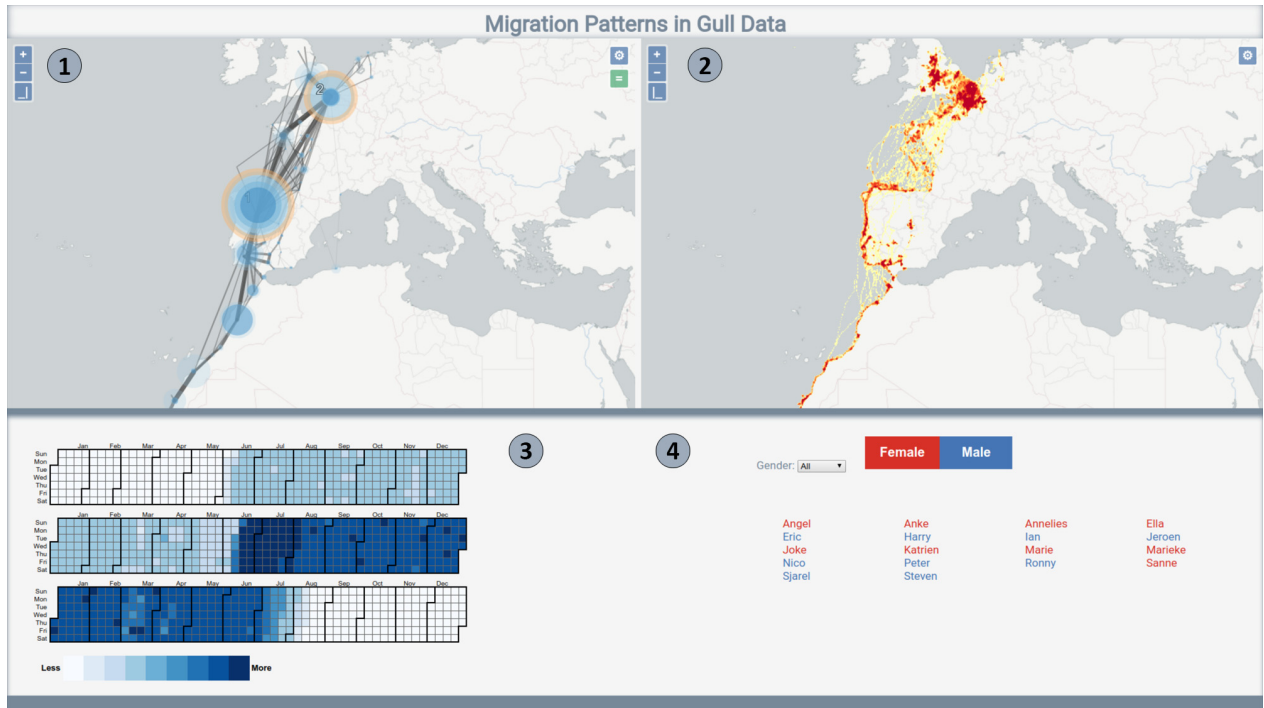 Migration Patterns in Gull Data
+ 1 ⚙ + 2 ⚙
− = −
2
Jan Feb Mar Apr May Jun Jul Aug Sep Oct Nov Dec
Sun
Mon
Tue
Wed
Thu
Fri
Sat
Jan Feb Mar Apr May Jun Jul Aug Sep Oct Nov Dec
Sun
Mon
Tue
Wed
Thu
Fri
Sat
Jan Feb Mar Apr May Jun Jul Aug Sep Oct Nov Dec
Sun
Mon
Tue
Wed
Thu
Fri
Sat
Less More
3
4
Gender: All Female Male
Angel Anke Annelies Ella
Eric Harry Ian Jeroen
Joke Katrien Marie Marieke
Nico Peter Ronny Sanne
Sjarel Steven